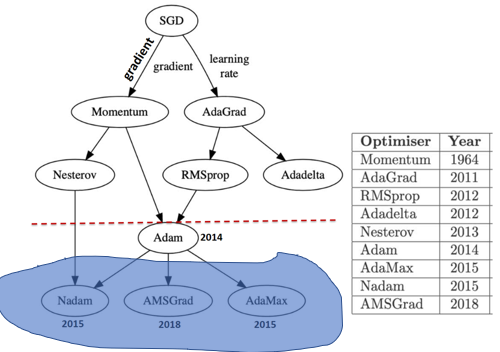 SGD
gradient
gradient
learning
rate
Momentum
AdaGrad
Nesterov
RMSprop
Adadelta
Adam
2014
Nadam
AMSGrad
AdaMax
2015
2018
2015
Optimiser Year
Momentum 1964
AdaGrad 2011
RMSprop 2012
Adadelta 2012
Nesterov 2013
Adam 2014
AdaMax 2015
Nadam 2015
AMSGrad 2018